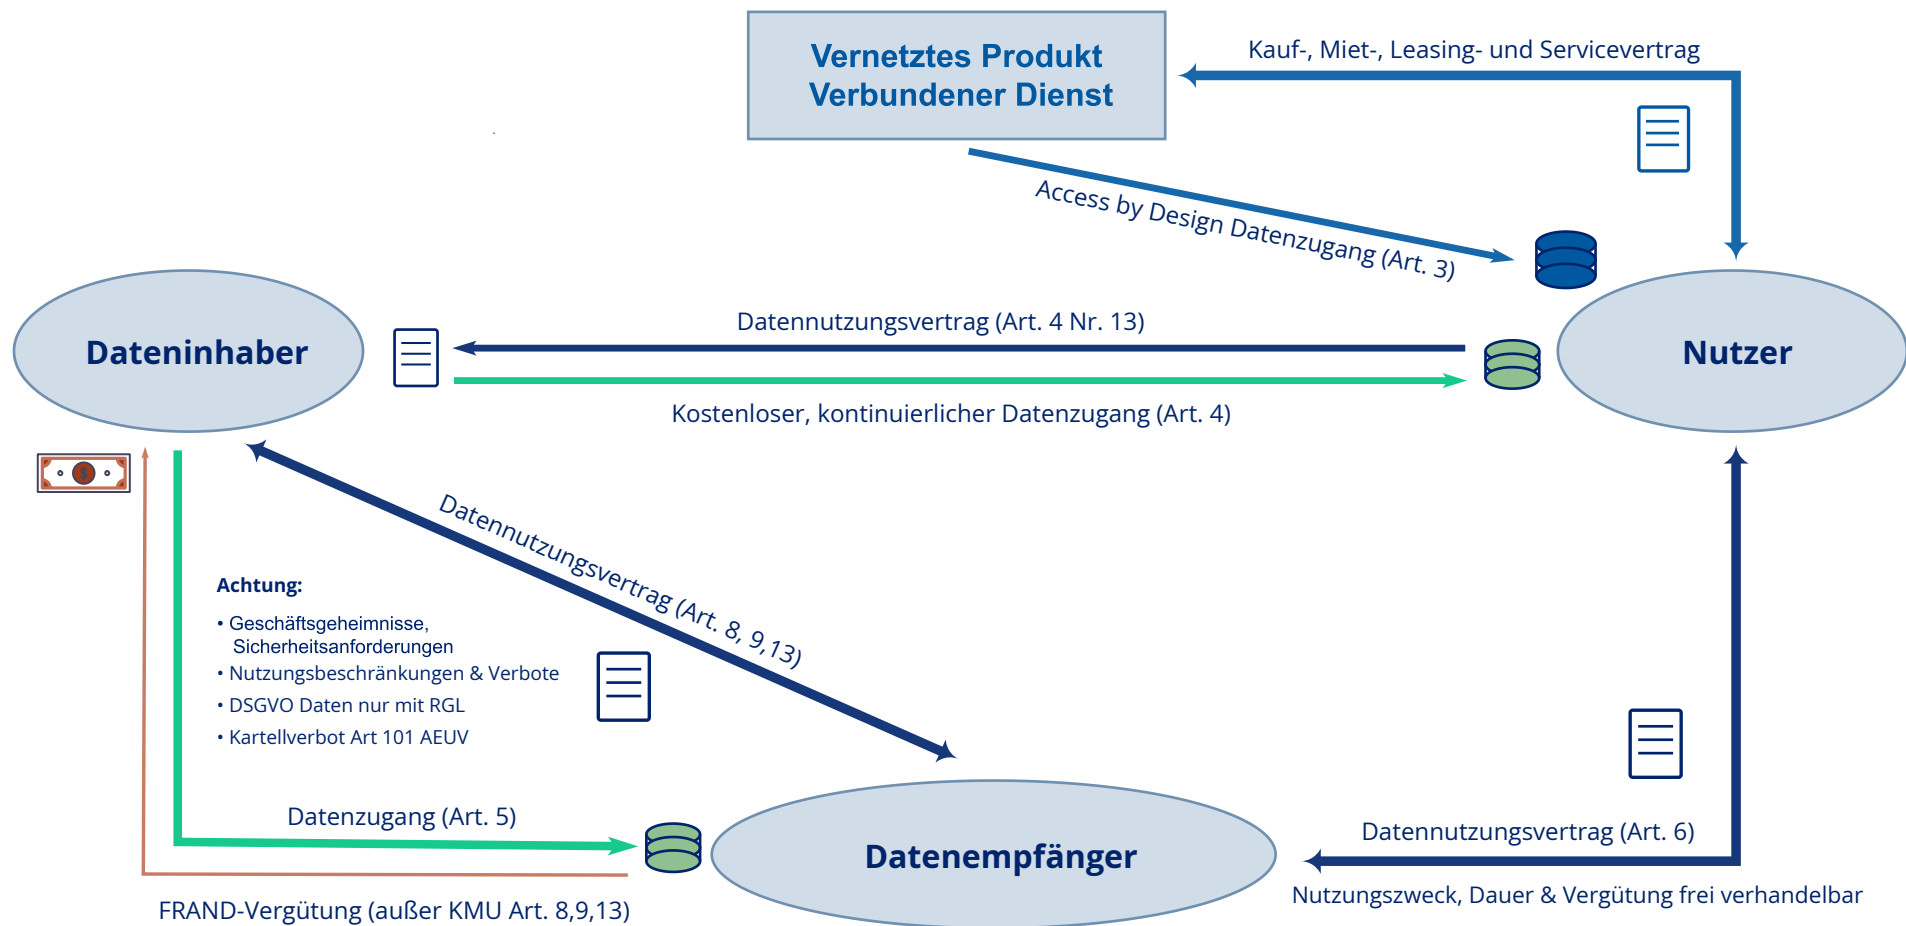 Vernetztes Produkt
Verbundener Dienst
Kauf-, Miet-, Leasing- und Servicevertrag
Access by Design Datenzugang (Art. 3)
Datennutzungsvertrag (Art. 4 Nr. 13)
Dateninhaber
Nutzer
Kostenloser, kontinuierlicher Datenzugang (Art. 4)
$
Datennutzungsvertrag (Art. 8, 9,13)
Achtung:
• Geschäftsgeheimnisse,
Sicherheitsanforderungen
• Nutzungsbeschränkungen & Verbote
• DSGVO Daten nur mit RGL
• Kartellverbot Art 101 AEUV
Datenzugang (Art. 5)
Datenempfänger
Datennutzungsvertrag (Art. 6)
Nutzungszweck, Dauer & Vergütung frei verhandelbar
FRAND-Vergütung (außer KMU Art. 8,9,13)